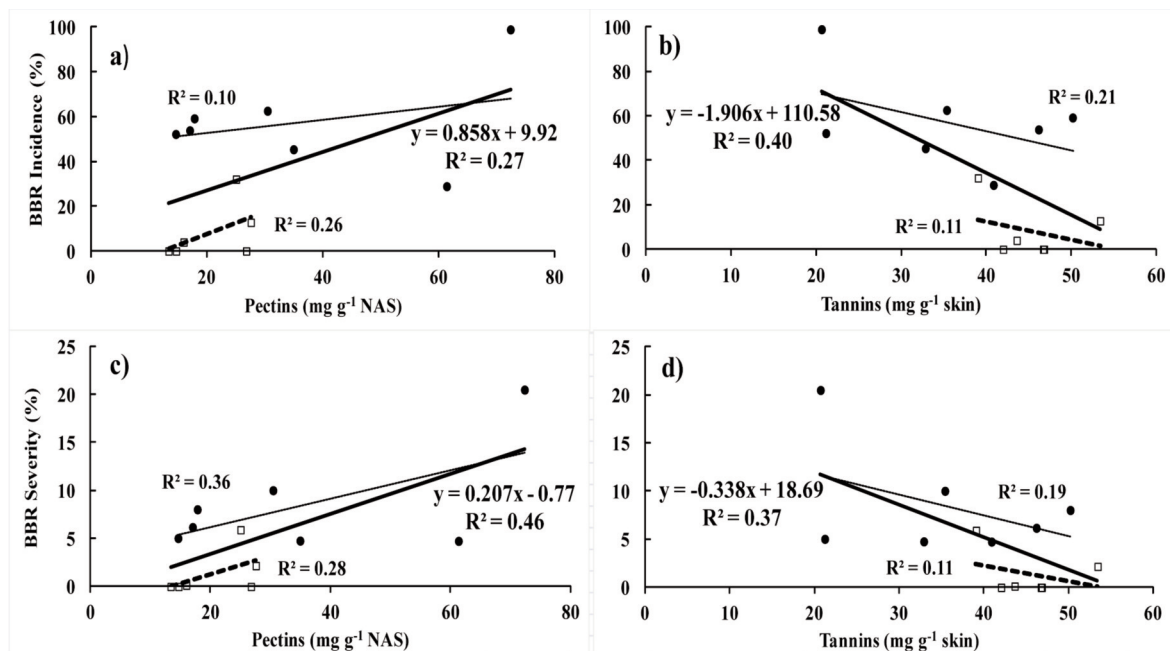 a)
BBR Incidence (%)
100
80
60
40
20
0
R² = 0.10
y = 0.858x + 9.92
R² = 0.27
R² = 0.26
0 20 40 60 80
Pectins (mg g⁻¹ NAS)
b)
100
80
60
40
20
0
y = -1.906x + 110.58
R² = 0.40
R² = 0.21
R² = 0.11
0 10 20 30 40 50 60
Tannins (mg g⁻¹ skin)
c)
BBR Severity (%)
25
20
15
10
5
0
R² = 0.36
y = 0.207x - 0.77
R² = 0.46
R² = 0.28
0 20 40 60 80
Pectins (mg g⁻¹ NAS)
d)
25
20
15
10
5
0
y = -0.338x + 18.69
R² = 0.37
R² = 0.19
R² = 0.11
0 10 20 30 40 50 60
Tannins (mg g⁻¹ skin)